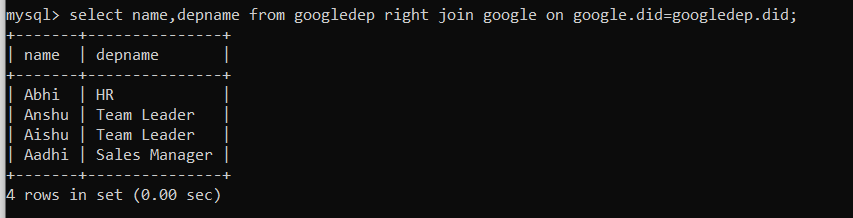 mysql> select name,depname from googledep right join google on google.did=googledep.did;
+-------+---------------+
| name  | depname       |
+-------+---------------+
| Abhi  | HR            |
| Anshu | Team Leader   |
| Aishu | Team Leader   |
| Aadhi | Sales Manager |
+-------+---------------+
4 rows in set (0.00 sec)